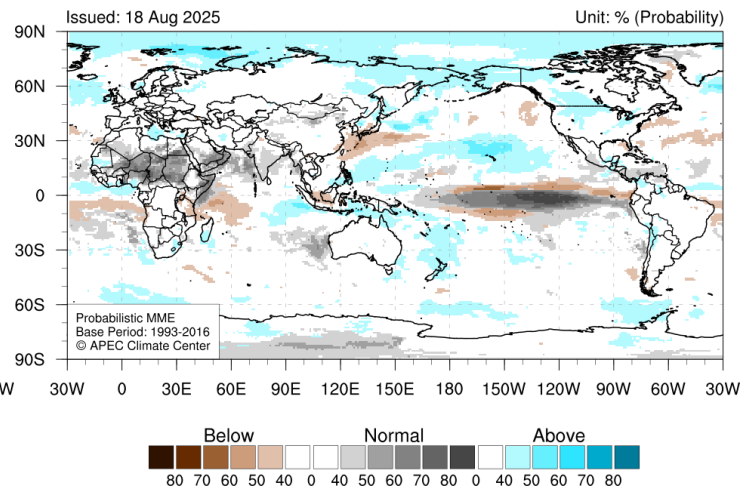 Issued: 18 Aug 2025
Unit: % (Probability)
90N
60N
30N
0
30S
60S
90S
Probabilistic MME
Base Period: 1993-2016
© APEC Climate Center
W 30W 0 30E 60E 90E 120E 150E 180 150W 120W 90W 60W 30W
Below Normal Above
80 70 60 50 40 0 40 50 60 70 80 0 40 50 60 70 80